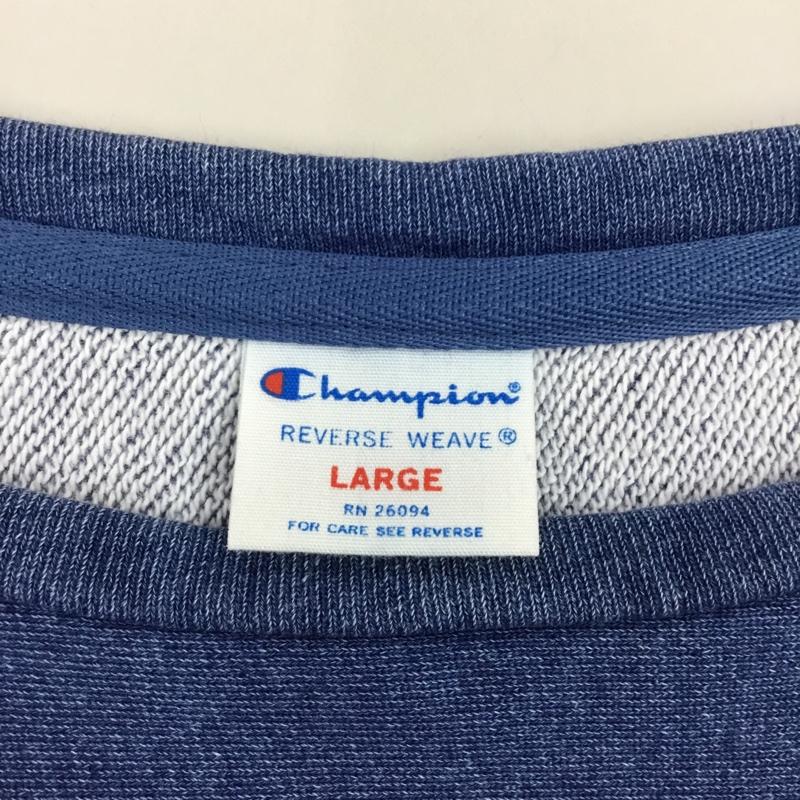 Champion®
REVERSE WEAVE®
LARGE
RN 26094
FOR CARE SEE REVERSE